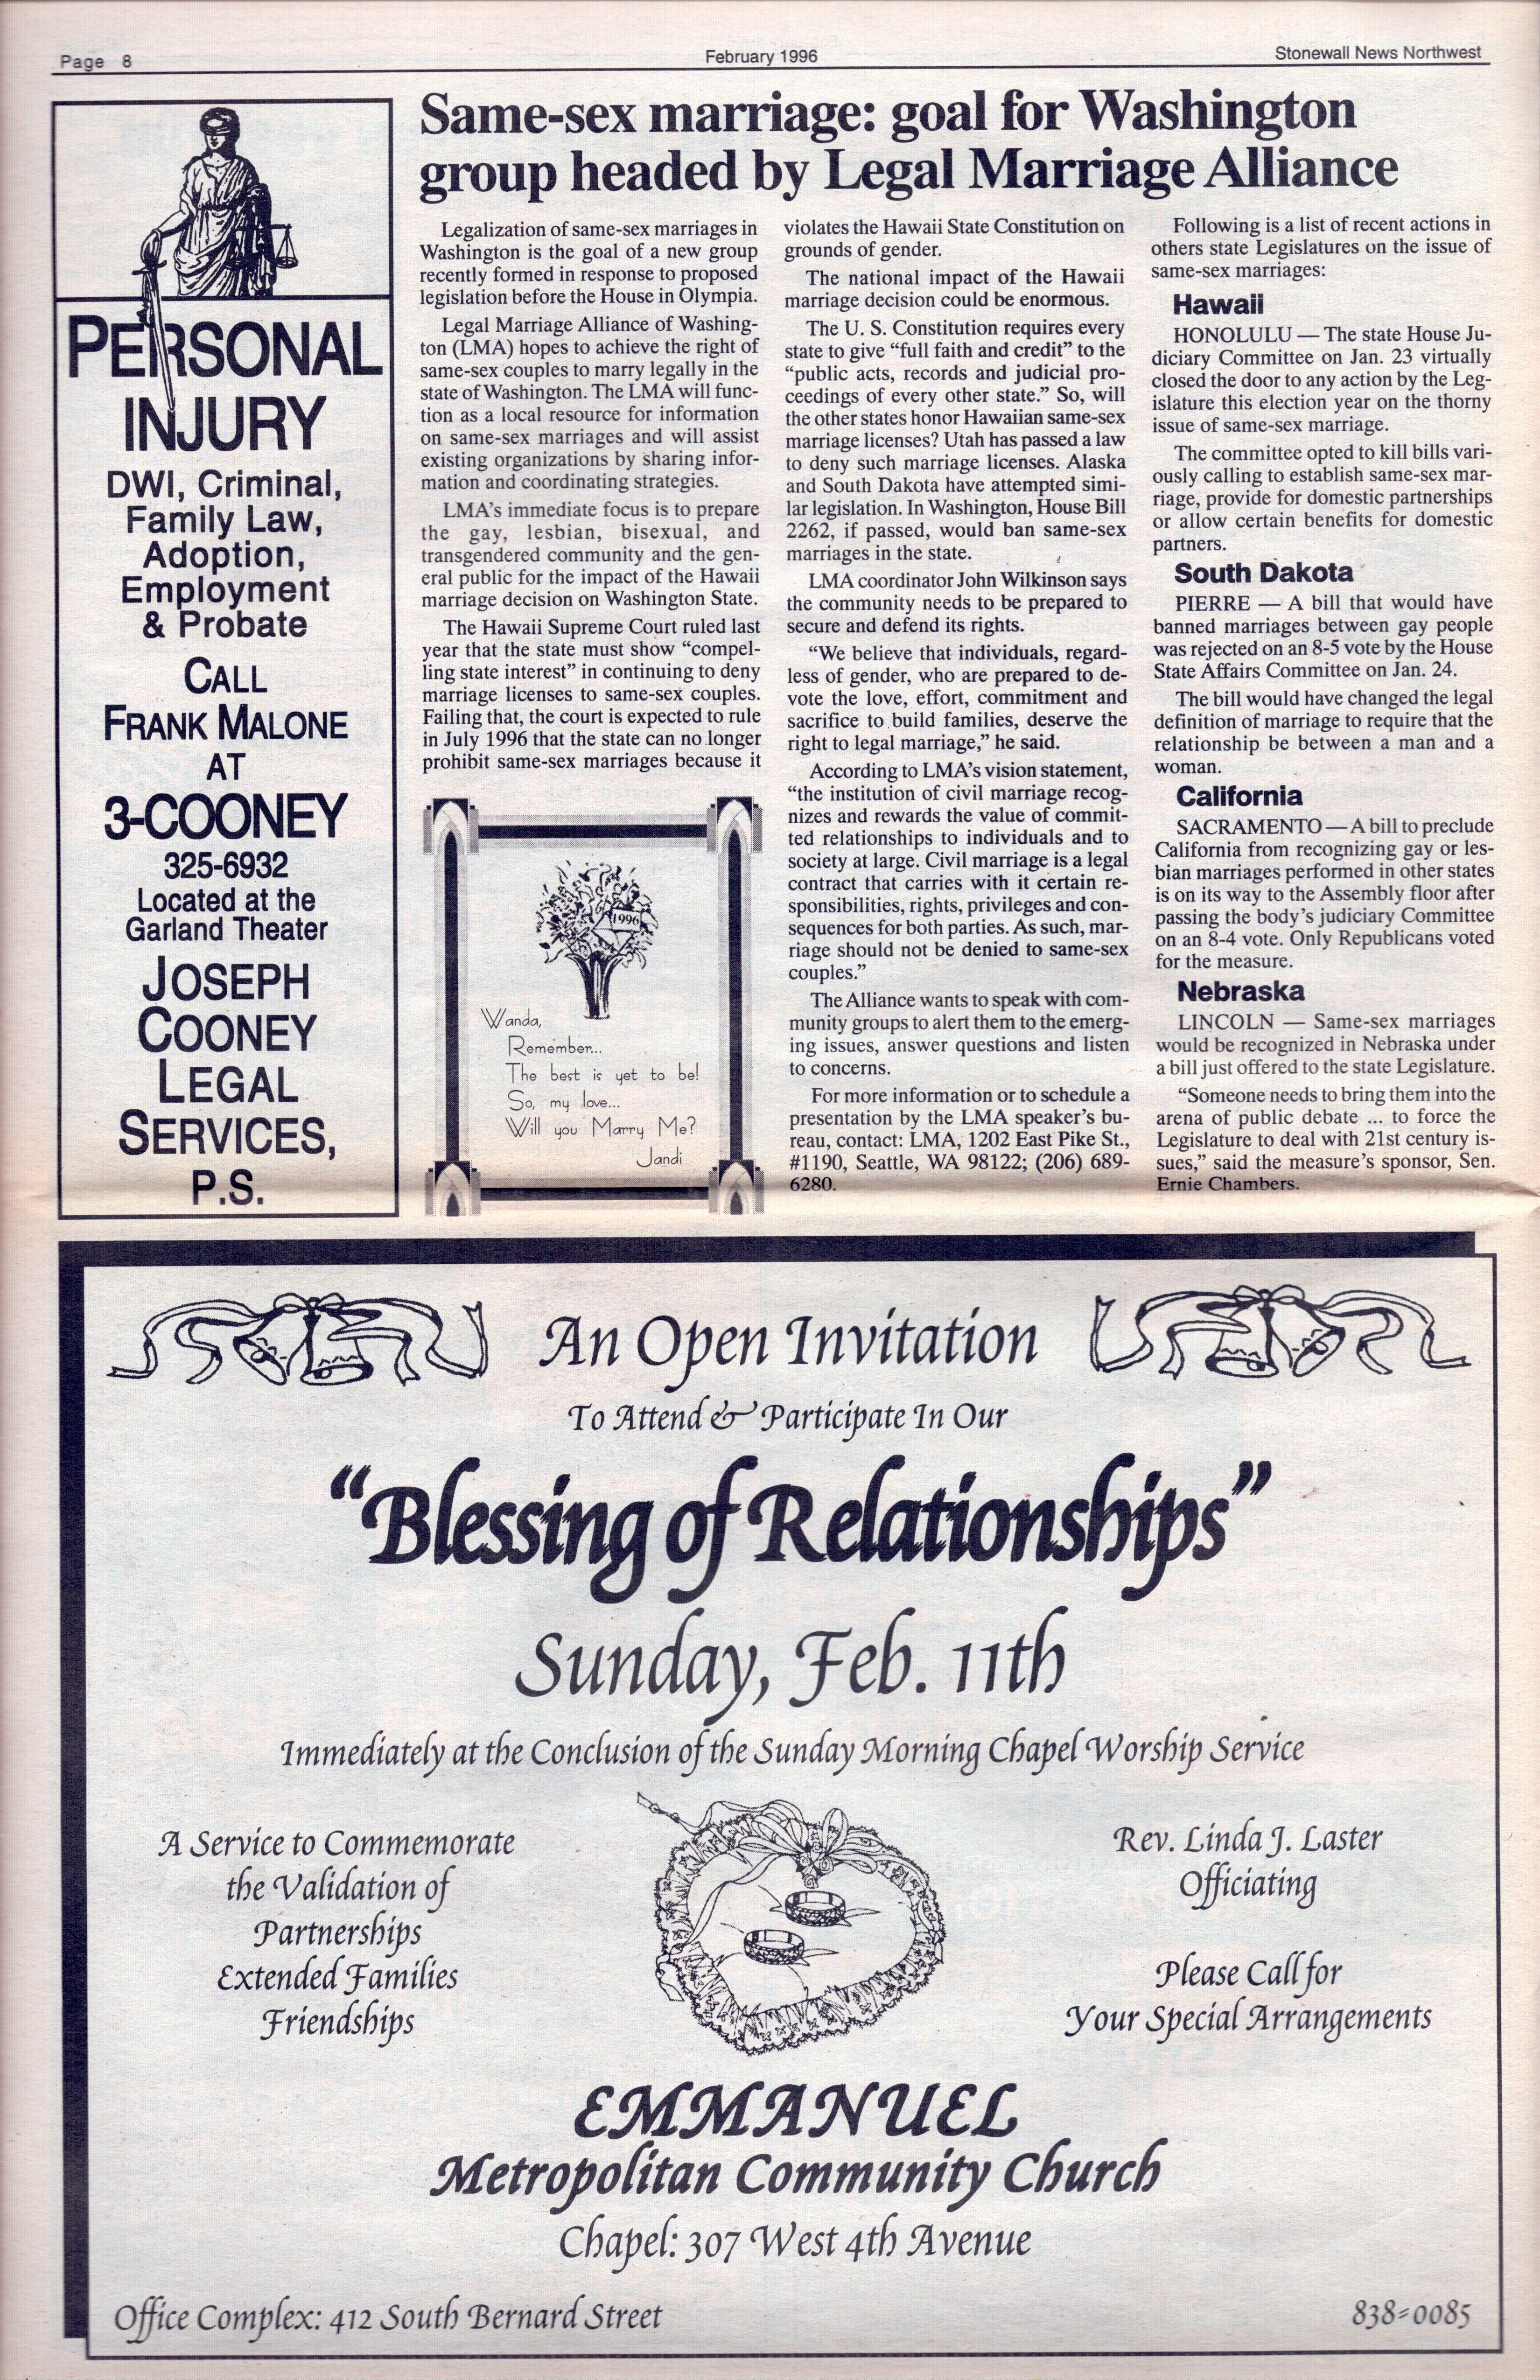 Page 8
February 1996
Stonewall News Northwest
PERSONAL
INJURY
DWI, Criminal,
Family Law,
Adoption,
Employment
& Probate
CALL
FRANK MALONE
AT
3-COONEY
325-6932
Located at the
Garland Theater
JOSEPH
COONEY
LEGAL
SERVICES,
P.S.
Same-sex marriage: goal for Washington
group headed by Legal Marriage Alliance
Legalization of same-sex marriages in
Washington is the goal of a new group
recently formed in response to proposed
legislation before the House in Olympia.
Legal Marriage Alliance of Washing-
ton (LMA) hopes to achieve the right of
same-sex couples to marry legally in the
state of Washington. The LMA will func-
tion as a local resource for information
on same-sex marriages and will assist
existing organizations by sharing infor-
mation and coordinating strategies.
LMA's immediate focus is to prepare
the gay, lesbian, bisexual, and
transgendered community and the gen-
eral public for the impact of the Hawaii
marriage decision on Washington State.
The Hawaii Supreme Court ruled last
year that the state must show "compel-
ling state interest" in continuing to deny
marriage licenses to same-sex couples.
Failing that, the court is expected to rule
in July 1996 that the state can no longer
prohibit same-sex marriages because it
1996
Wanda,
Remember...
The best is yet to be!
So, my love...
Will you Marry Me?
Jandi
violates the Hawaii State Constitution on
grounds of gender.
The national impact of the Hawaii
marriage decision could be enormous.
The U. S. Constitution requires every
state to give "full faith and credit" to the
"public acts, records and judicial pro-
ceedings of every other state." So, will
the other states honor Hawaiian same-sex
marriage licenses? Utah has passed a law
to deny such marriage licenses. Alaska
and South Dakota have attempted simi-
lar legislation. In Washington, House Bill
2262, if passed, would ban same-sex
marriages in the state.
LMA coordinator John Wilkinson says
the community needs to be prepared to
secure and defend its rights.
"We believe that individuals, regard-
less of gender, who are prepared to de-
vote the love, effort, commitment and
sacrifice to build families, deserve the
right to legal marriage," he said.
According to LMA's vision statement,
"the institution of civil marriage recog-
nizes and rewards the value of commit-
ted relationships to individuals and to
society at large. Civil marriage is a legal
contract that carries with it certain re-
sponsibilities, rights, privileges and con-
sequences for both parties. As such, mar-
riage should not be denied to same-sex
couples."
The Alliance wants to speak with com-
munity groups to alert them to the emerg-
ing issues, answer questions and listen
to concerns.
For more information or to schedule a
presentation by the LMA speaker's bu-
reau, contact: LMA, 1202 East Pike St.,
#1190, Seattle, WA 98122; (206) 689-
6280.
Following is a list of recent actions in
others state Legislatures on the issue of
same-sex marriages:
Hawaii
HONOLULU — The state House Ju-
diciary Committee on Jan. 23 virtually
closed the door to any action by the Leg-
islature this election year on the thorny
issue of same-sex marriage.
The committee opted to kill bills vari-
ously calling to establish same-sex mar-
riage, provide for domestic partnerships
or allow certain benefits for domestic
partners.
South Dakota
PIERRE — A bill that would have
banned marriages between gay people
was rejected on an 8-5 vote by the House
State Affairs Committee on Jan. 24.
The bill would have changed the legal
definition of marriage to require that the
relationship be between a man and a
woman.
California
SACRAMENTO — A bill to preclude
California from recognizing gay or les-
bian marriages performed in other states
is on its way to the Assembly floor after
passing the body's judiciary Committee
on an 8-4 vote. Only Republicans voted
for the measure.
Nebraska
LINCOLN — Same-sex marriages
would be recognized in Nebraska under
a bill just offered to the state Legislature.
"Someone needs to bring them into the
arena of public debate ... to force the
Legislature to deal with 21st century is-
sues," said the measure's sponsor, Sen.
Ernie Chambers.
An Open Invitation
To Attend & Participate In Our
"Blessing of Relationships"
Sunday, Feb. 11th
Immediately at the Conclusion of the Sunday Morning Chapel Worship Service
A Service to Commemorate
the Validation of
Partnerships
Extended Families
Friendships
Rev. Linda J. Laster
Officiating
Please Call for
Your Special Arrangements
EMMANUEL
Metropolitan Community Church
Chapel: 307 West 4th Avenue
Office Complex: 412 South Bernard Street
838-0085